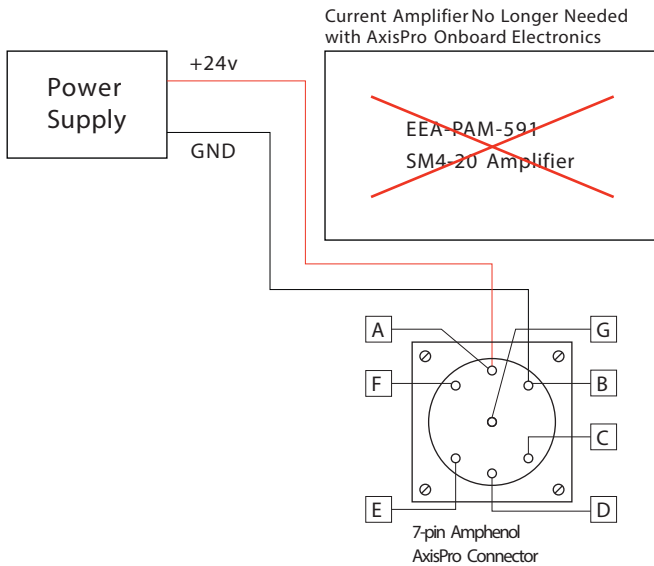 Current Amplifier No Longer Needed
with AxisPro Onboard Electronics
Power
Supply
+24v
GND
EEA-PAM-591
SM4-20 Amplifier
A
G
F
B
C
E
D
7-pin Amphenol
AxisPro Connector